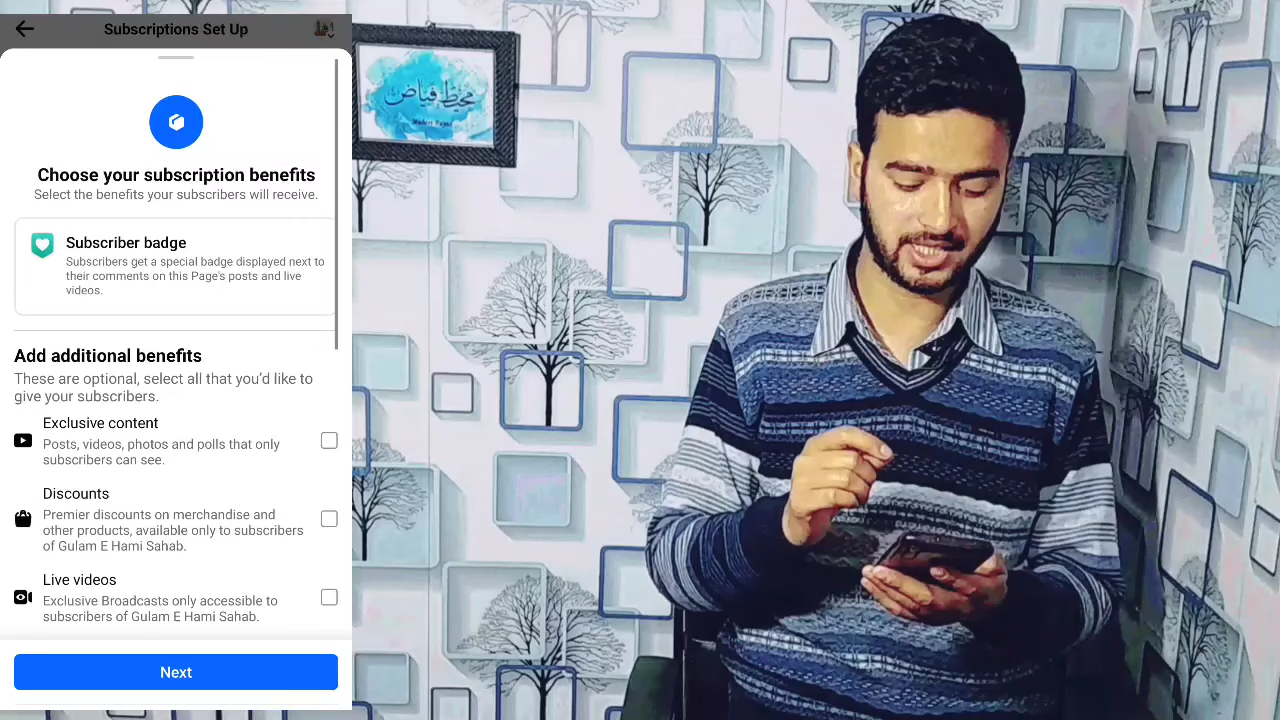 Subscriptions Set Up
Choose your subscription benefits
Select the benefits your subscribers will receive.
Subscriber badge
Subscribers get a special badge displayed next to
their comments on this Page's posts and live
videos.
Add additional benefits
These are optional, select all that you'd like to
give your subscribers.
Exclusive content
Posts, videos, photos and polls that only
subscribers can see.
Discounts
Premier discounts on merchandise and
other products, available only to subscribers
of Gulam E Hami Sahab.
Live videos
Exclusive Broadcasts only accessible to
subscribers of Gulam E Hami Sahab.
Next
محيط فياض